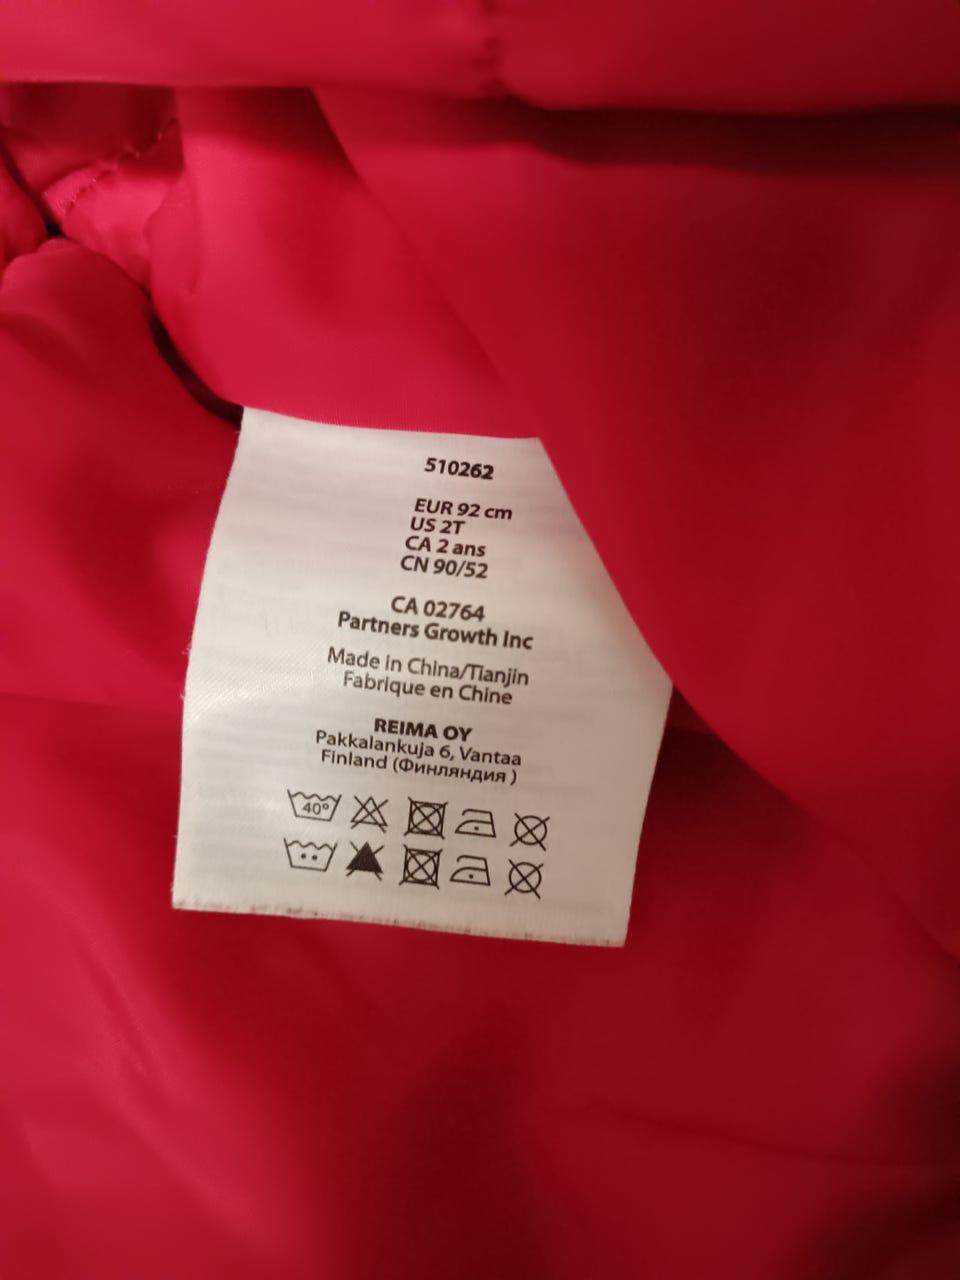 510262
EUR 92 cm
US 2T
CA 2 ans
CN 90/52
CA 02764
Partners Growth Inc
Made in China/Tianjin
Fabrique en Chine
REIMA OY
Pakkalankuja 6, Vantaa
Finland (Финляндия )
40°